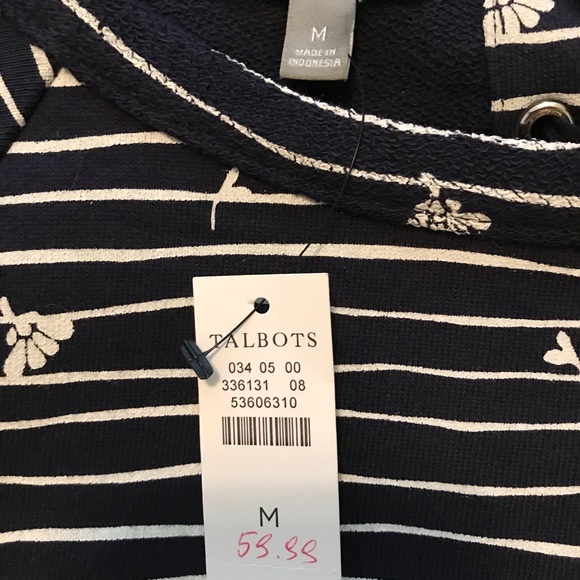 M
MADE IN
INDONESIA
TALBOTS
034 05 00
336131 08
53606310
M
59.99